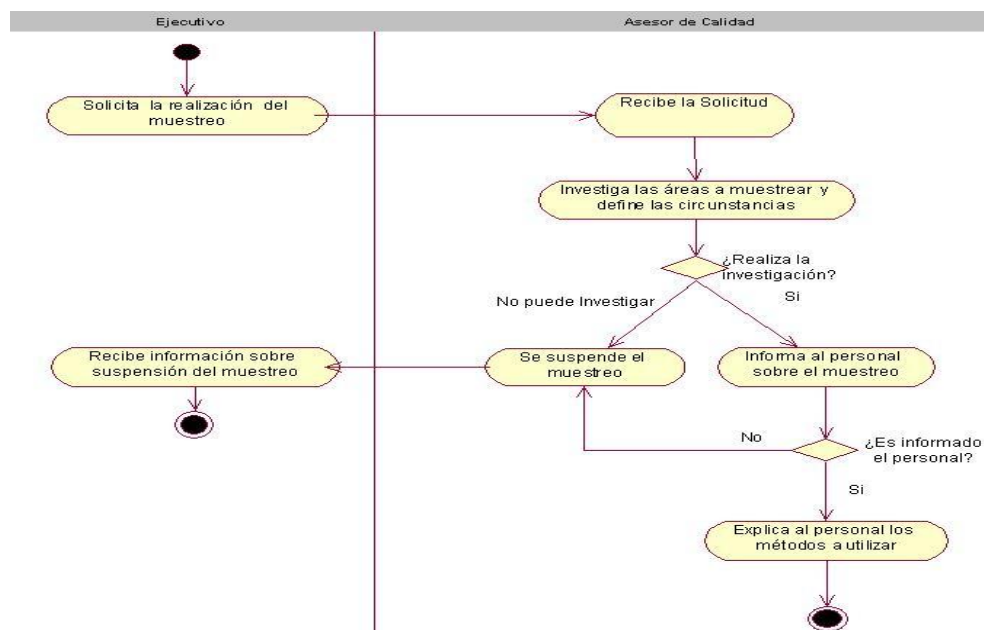 Ejecutivo
Asesor de Calidad
Solicita la realización del
muestreo
Recibe la Solicitud
Investiga las áreas a muestrear y
define las circunstancias
¿Realiza la
investigación?
No puede Investigar
Si
Recibe información sobre
suspensión del muestreo
Se suspende el
muestreo
Informa al personal
sobre el muestreo
No
¿Es informado
el personal?
Si
Explica al personal los
métodos a utilizar